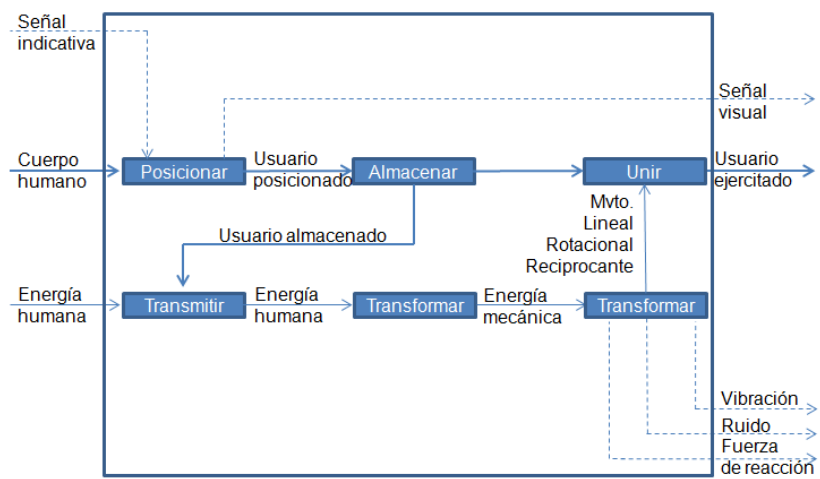 Señal
indicativa
Señal
visual
Cuerpo
humano
Posicionar
Usuario
posicionado
Almacenar
Unir
Usuario
ejercitado
Mvto.
Lineal
Rotacional
Reciprocante
Usuario almacenado
Energía
humana
Transmitir
Energía
humana
Transformar
Energía
mecánica
Transformar
Vibración
Ruido
Fuerza
de reacción